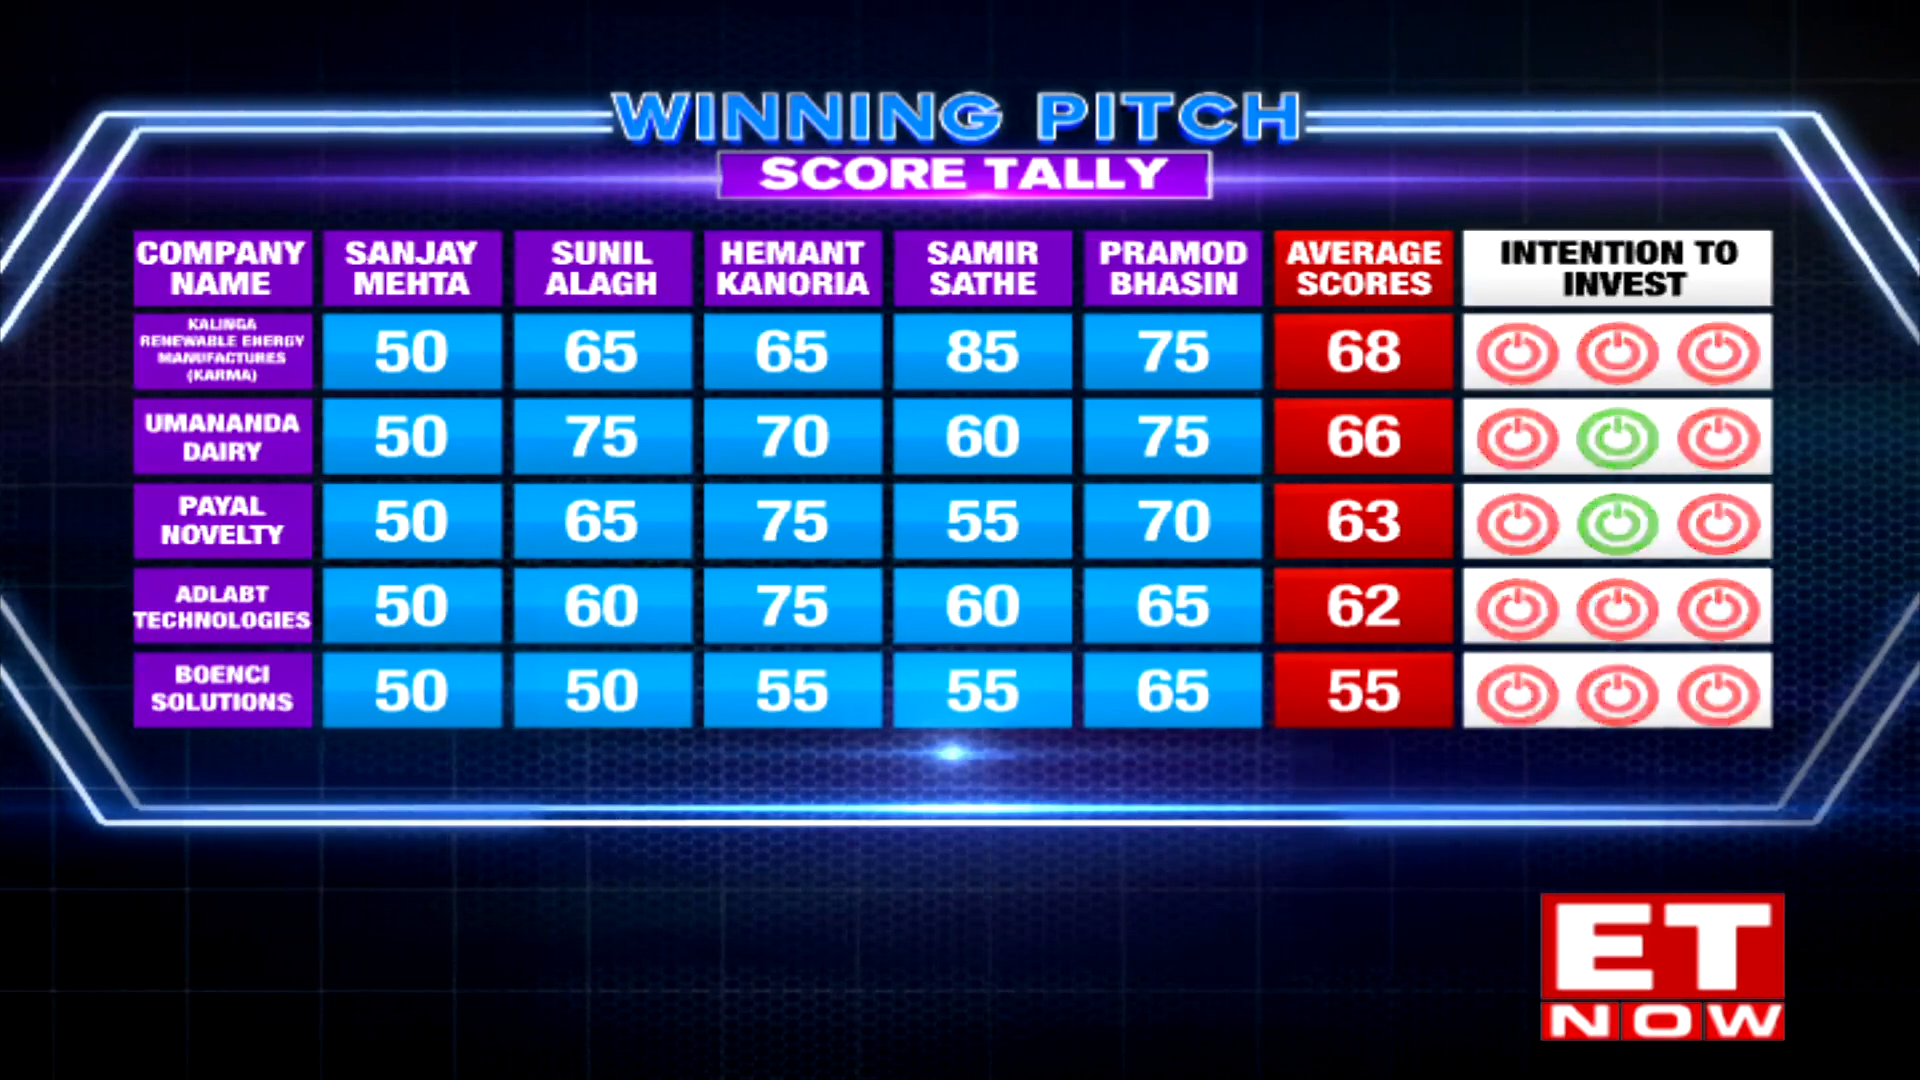 WINNING PITCH
SCORE TALLY
COMPANY NAME SANJAY MEHTA SUNIL ALAGH HEMANT KANORIA SAMIR SATHE PRAMOD BHASIN AVERAGE SCORES INTENTION TO INVEST
KALINGA RENEWABLE ENERGY MANUFACTURES (KARMA) 50 65 65 85 75 68
UMANANDA DAIRY 50 75 70 60 75 66
PAYAL NOVELTY 50 65 75 55 70 63
ADLABT TECHNOLOGIES 50 60 75 60 65 62
BOENCI SOLUTIONS 50 50 55 55 65 55
ET
NOW